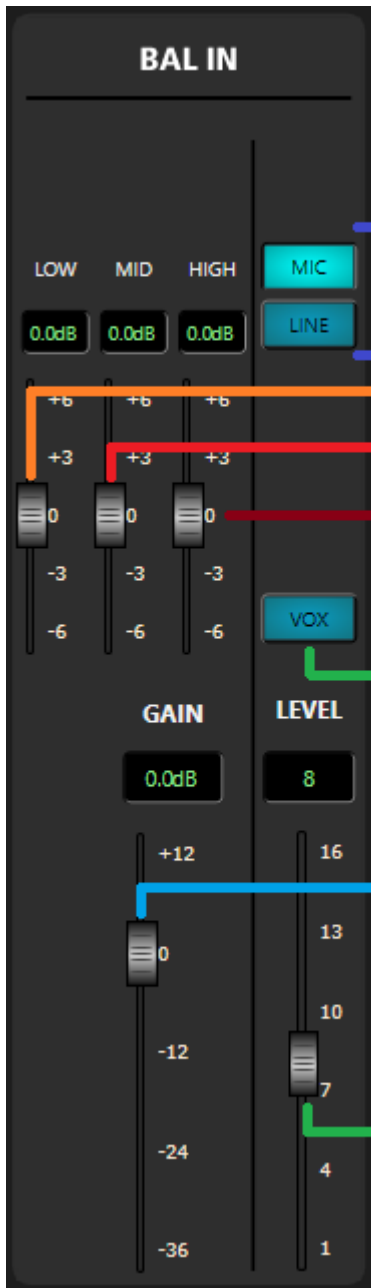 BAL IN
LOW MID HIGH MIC
0.0dB 0.0dB 0.0dB LINE
+6 +6 +6
+3 +3 +3
0 0 0
-3 -3 -3
-6 -6 -6 VOX
GAIN LEVEL
0.0dB 8
+12 16
0 13
10
-12 7
-24 4
-36 1